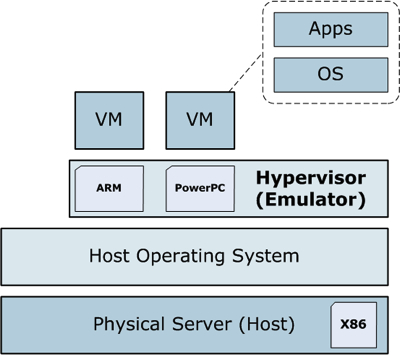 Apps
OS
VM
VM
ARM
PowerPC
Hypervisor
(Emulator)
Host Operating System
Physical Server (Host)
X86